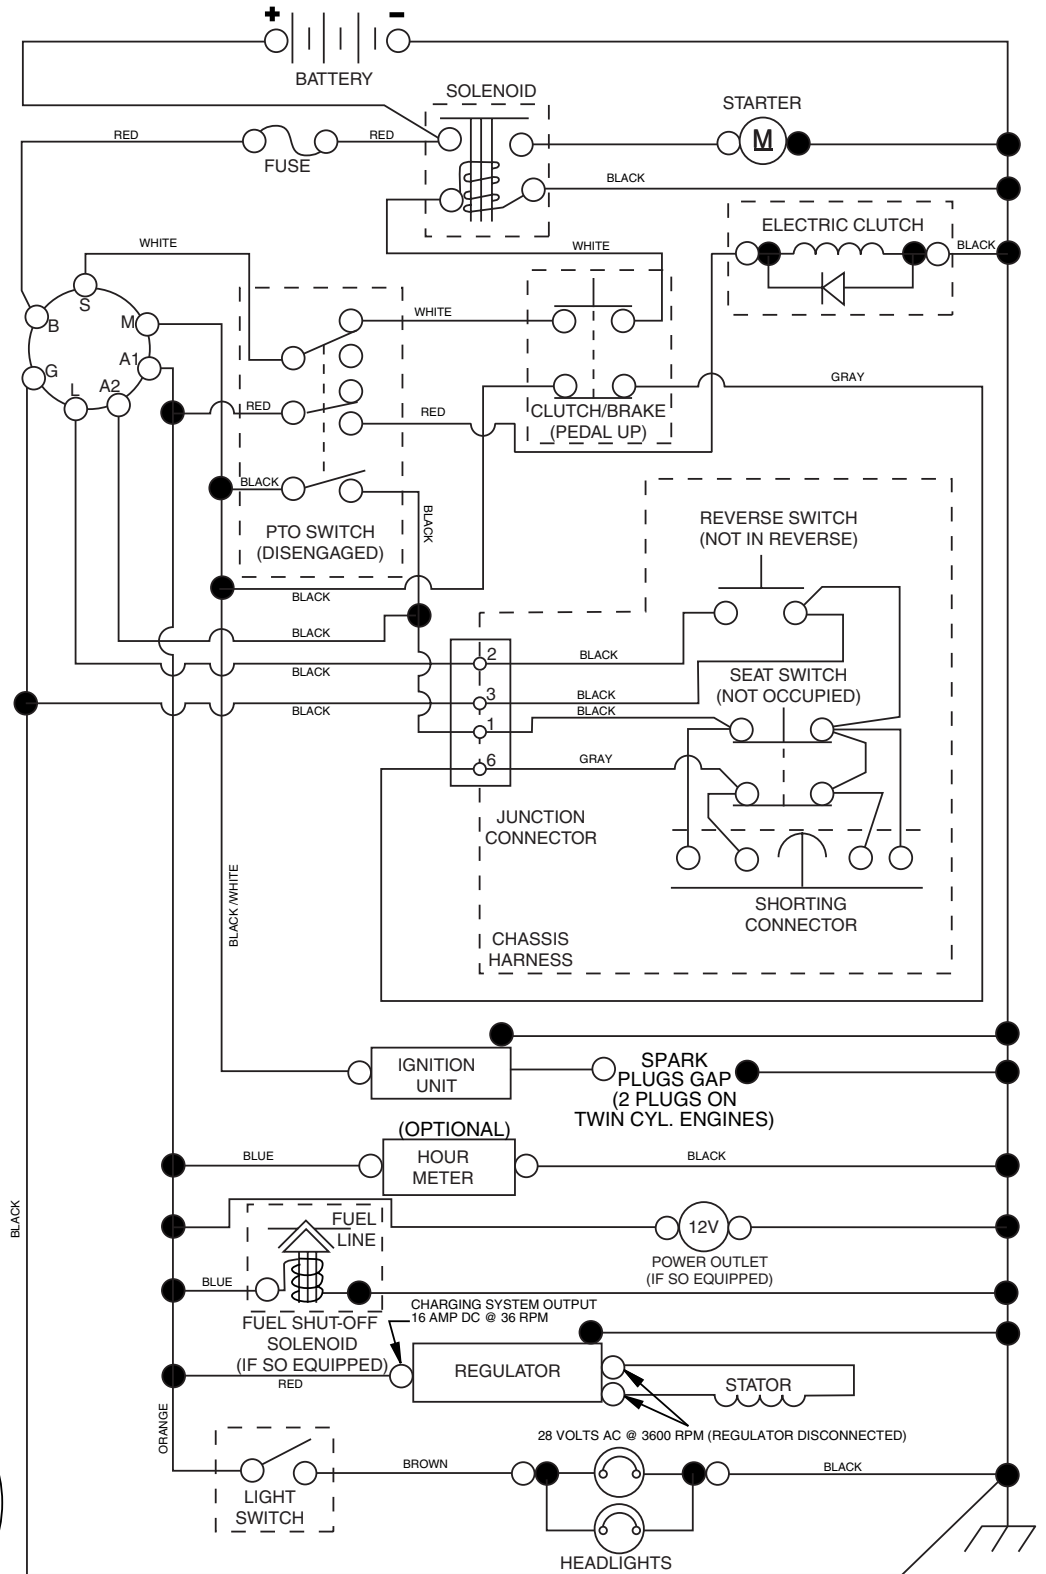 +
-
BATTERY
SOLENOID
STARTER
M
RED
RED
FUSE
BLACK
ELECTRIC CLUTCH
BLACK
WHITE
WHITE
S
B
M
WHITE
A1
G
A2
L
RED
RED
GRAY
CLUTCH/BRAKE
(PEDAL UP)
BLACK
PTO SWITCH
(DISENGAGED)
BLACK
REVERSE SWITCH
(NOT IN REVERSE)
BLACK
BLACK
BLACK
2
BLACK
SEAT SWITCH
(NOT OCCUPIED)
3
BLACK
BLACK
BLACK
1
6
GRAY
JUNCTION
CONNECTOR
SHORTING
CONNECTOR
BLACK /WHITE
CHASSIS
HARNESS
IGNITION
UNIT
SPARK
PLUGS GAP
(2 PLUGS ON
TWIN CYL. ENGINES)
(OPTIONAL)
HOUR
METER
BLUE
BLACK
BLACK
FUEL
LINE
12V
POWER OUTLET
(IF SO EQUIPPED)
BLUE
FUEL SHUT-OFF
SOLENOID
(IF SO EQUIPPED)
CHARGING SYSTEM OUTPUT
16 AMP DC @ 36 RPM
RED
REGULATOR
STATOR
28 VOLTS AC @ 3600 RPM (REGULATOR DISCONNECTED)
ORANGE
LIGHT
SWITCH
BROWN
BLACK
HEADLIGHTS